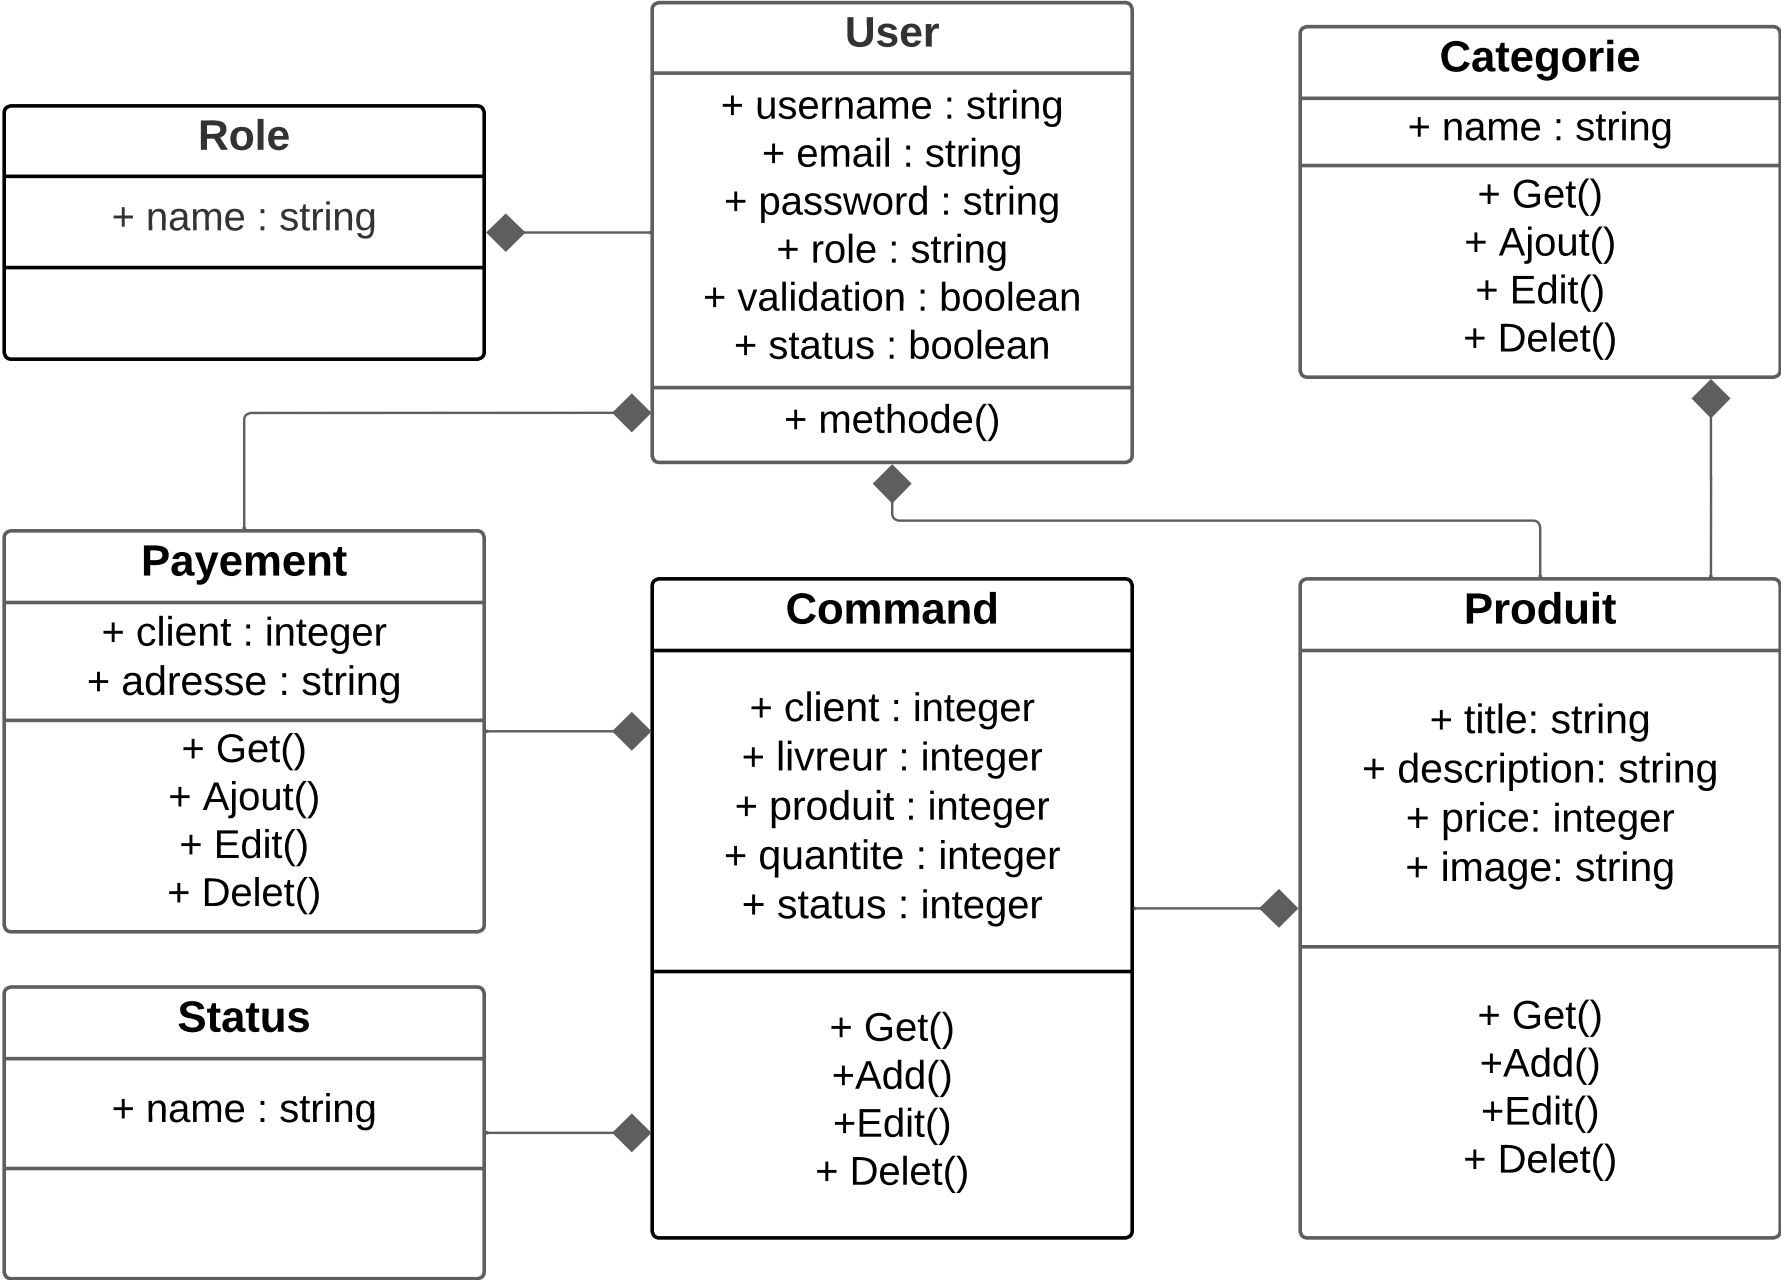 User
+ username : string
+ email : string
+ password : string
+ role : string
+ validation : boolean
+ status : boolean
+ methode()
Categorie
+ name : string
+ Get()
+ Ajout()
+ Edit()
+ Delet()
Role
+ name : string
Payement
+ client : integer
+ adresse : string
+ Get()
+ Ajout()
+ Edit()
+ Delet()
Command
+ client : integer
+ livreur : integer
+ produit : integer
+ quantite : integer
+ status : integer
+ Get()
+Add()
+Edit()
+ Delet()
Produit
+ title: string
+ description: string
+ price: integer
+ image: string
+ Get()
+Add()
+Edit()
+ Delet()
Status
+ name : string